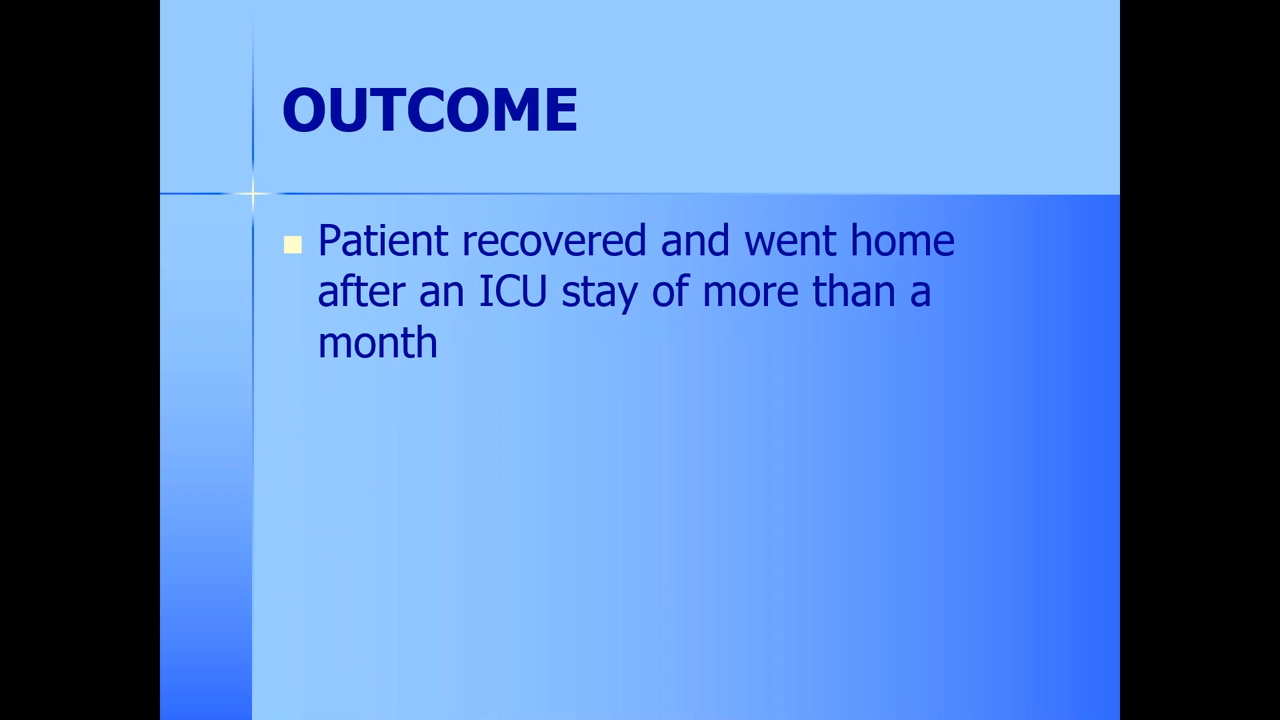 OUTCOME
Patient recovered and went home
after an ICU stay of more than a
month